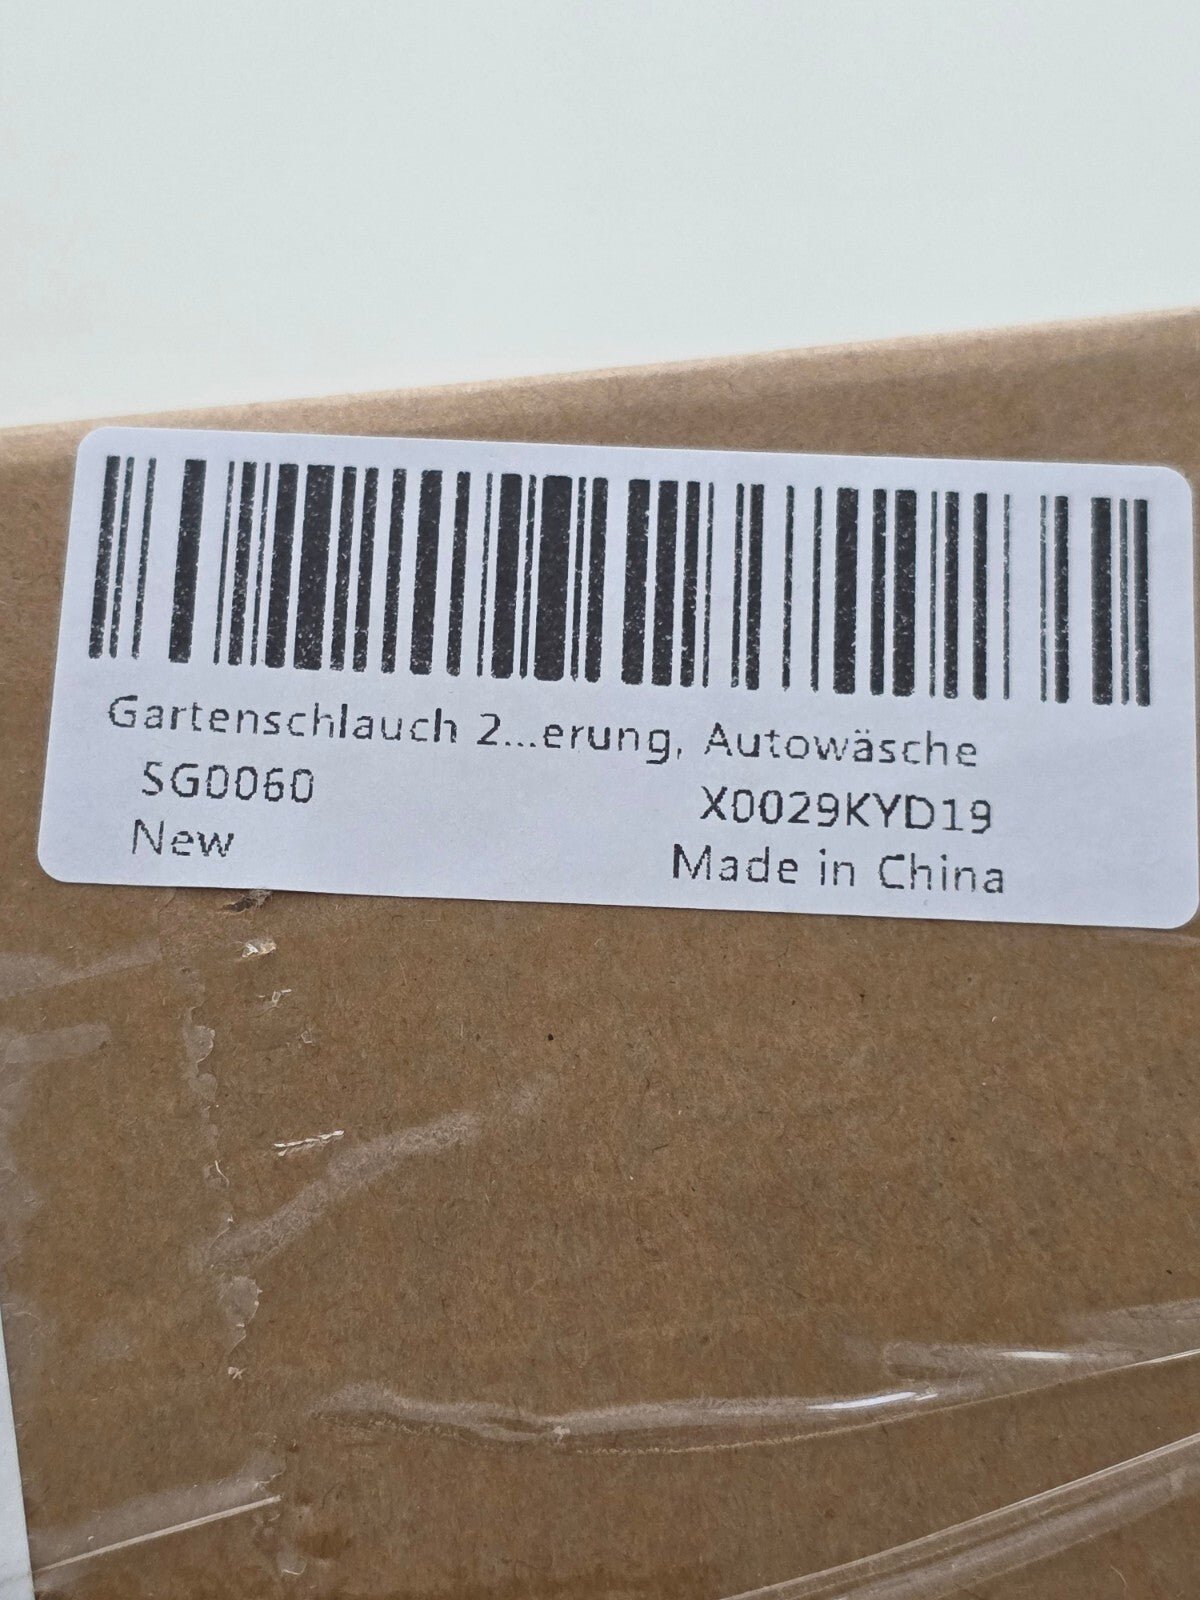 Gartenschlauch 2...erung, Autowäsche
SG0060
X0029KYD19
New
Made in China